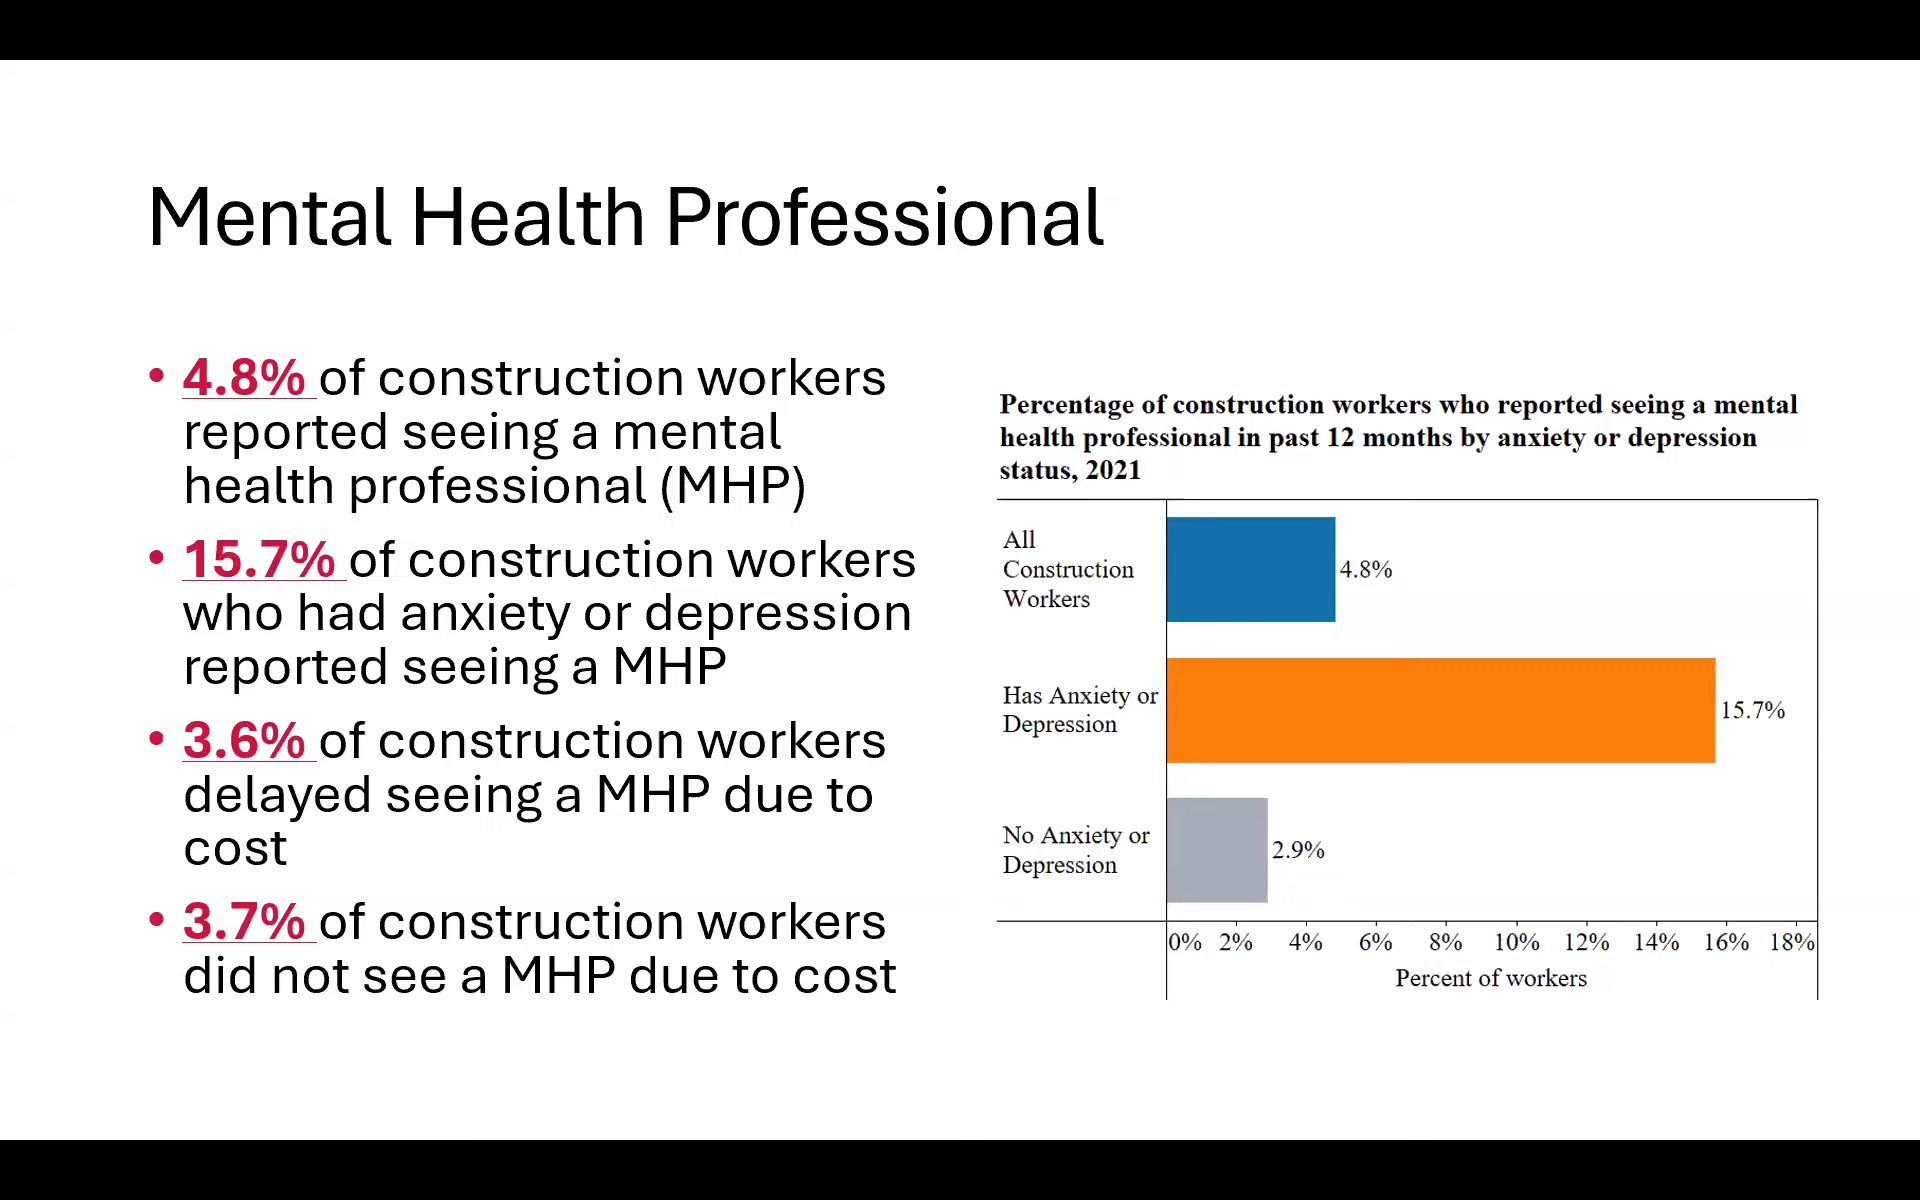 Mental Health Professional
• 4.8% of construction workers
reported seeing a mental
health professional (MHP)
• 15.7% of construction workers
who had anxiety or depression
reported seeing a MHP
• 3.6% of construction workers
delayed seeing a MHP due to
cost
• 3.7% of construction workers
did not see a MHP due to cost
Percentage of construction workers who reported seeing a mental
health professional in past 12 months by anxiety or depression
status, 2021
All
Construction
Workers
4.8%
Has Anxiety or
Depression
15.7%
No Anxiety or
Depression
2.9%
0% 2% 4% 6% 8% 10% 12% 14% 16% 18%
Percent of workers